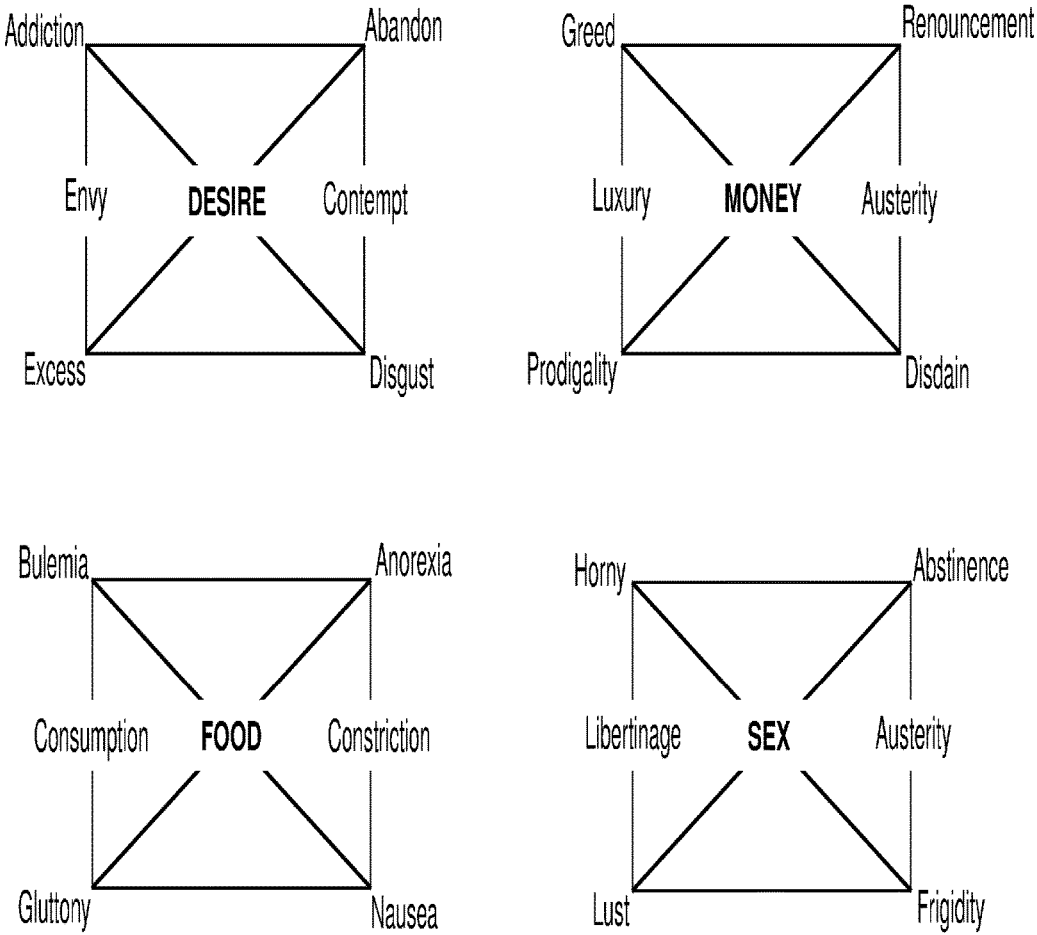 Addiction
Abandon
Envy
DESIRE
Contempt
Excess
Disgust
Greed
Renouncement
Luxury
MONEY
Austerity
Prodigality
Disdain
Bulemia
Anorexia
Consumption
FOOD
Constriction
Gluttony
Nausea
Horny
Abstinence
Libertinage
SEX
Austerity
Lust
Frigidity